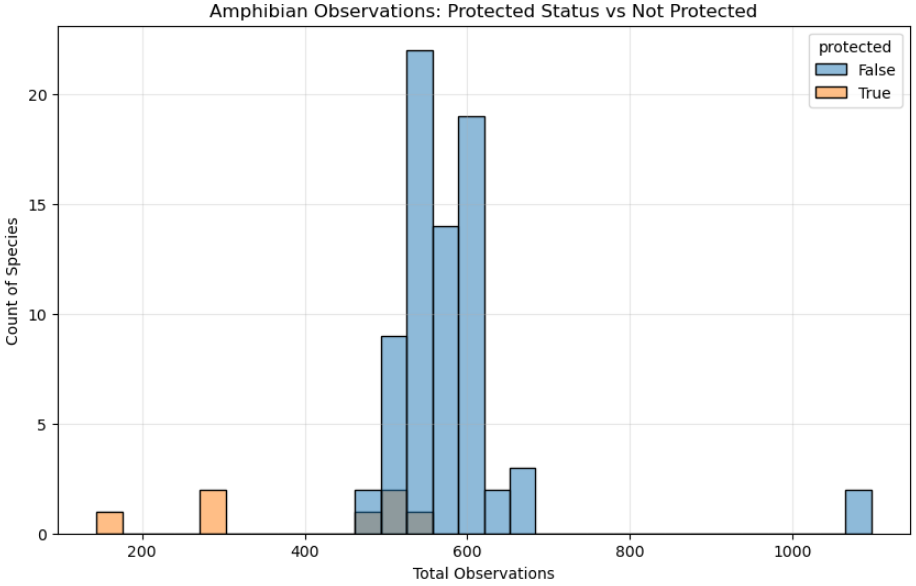 Amphibian Observations: Protected Status vs Not Protected
protected
False
True
Count of Species
20
15
10
5
0
200
400
600
800
1000
Total Observations